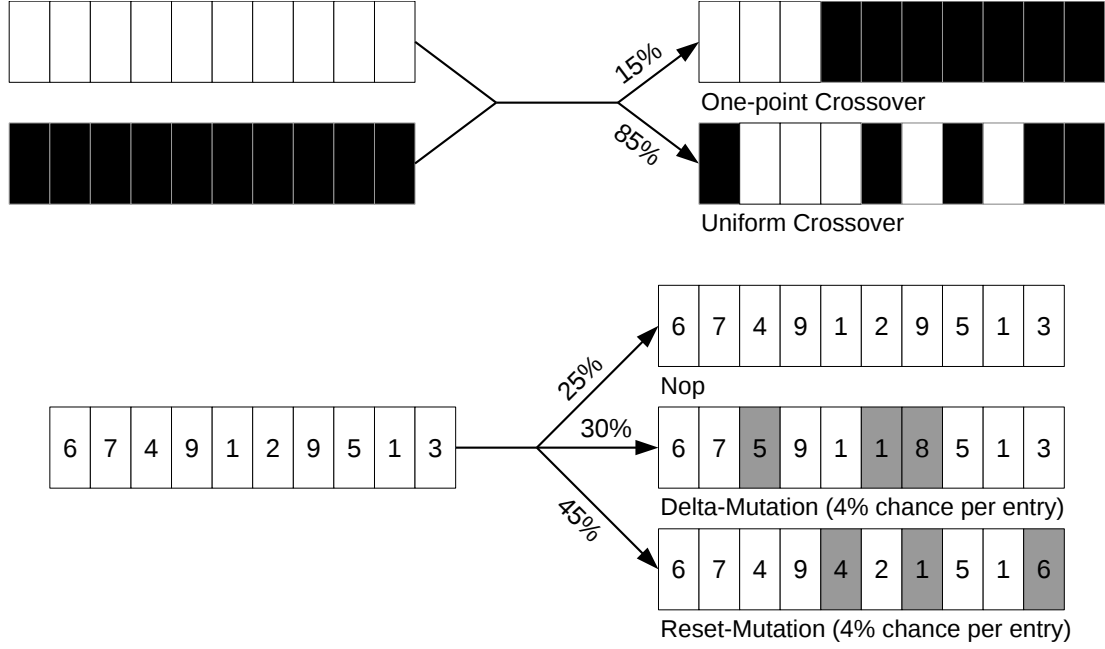 15%
One-point Crossover
85%
Uniform Crossover
6 7 4 9 1 2 9 5 1 3
25%
Nop
6 7 4 9 1 2 9 5 1 3
30%
6 7 5 9 1 1 8 5 1 3
Delta-Mutation (4% chance per entry)
45%
6 7 4 9 4 2 1 5 1 6
Reset-Mutation (4% chance per entry)